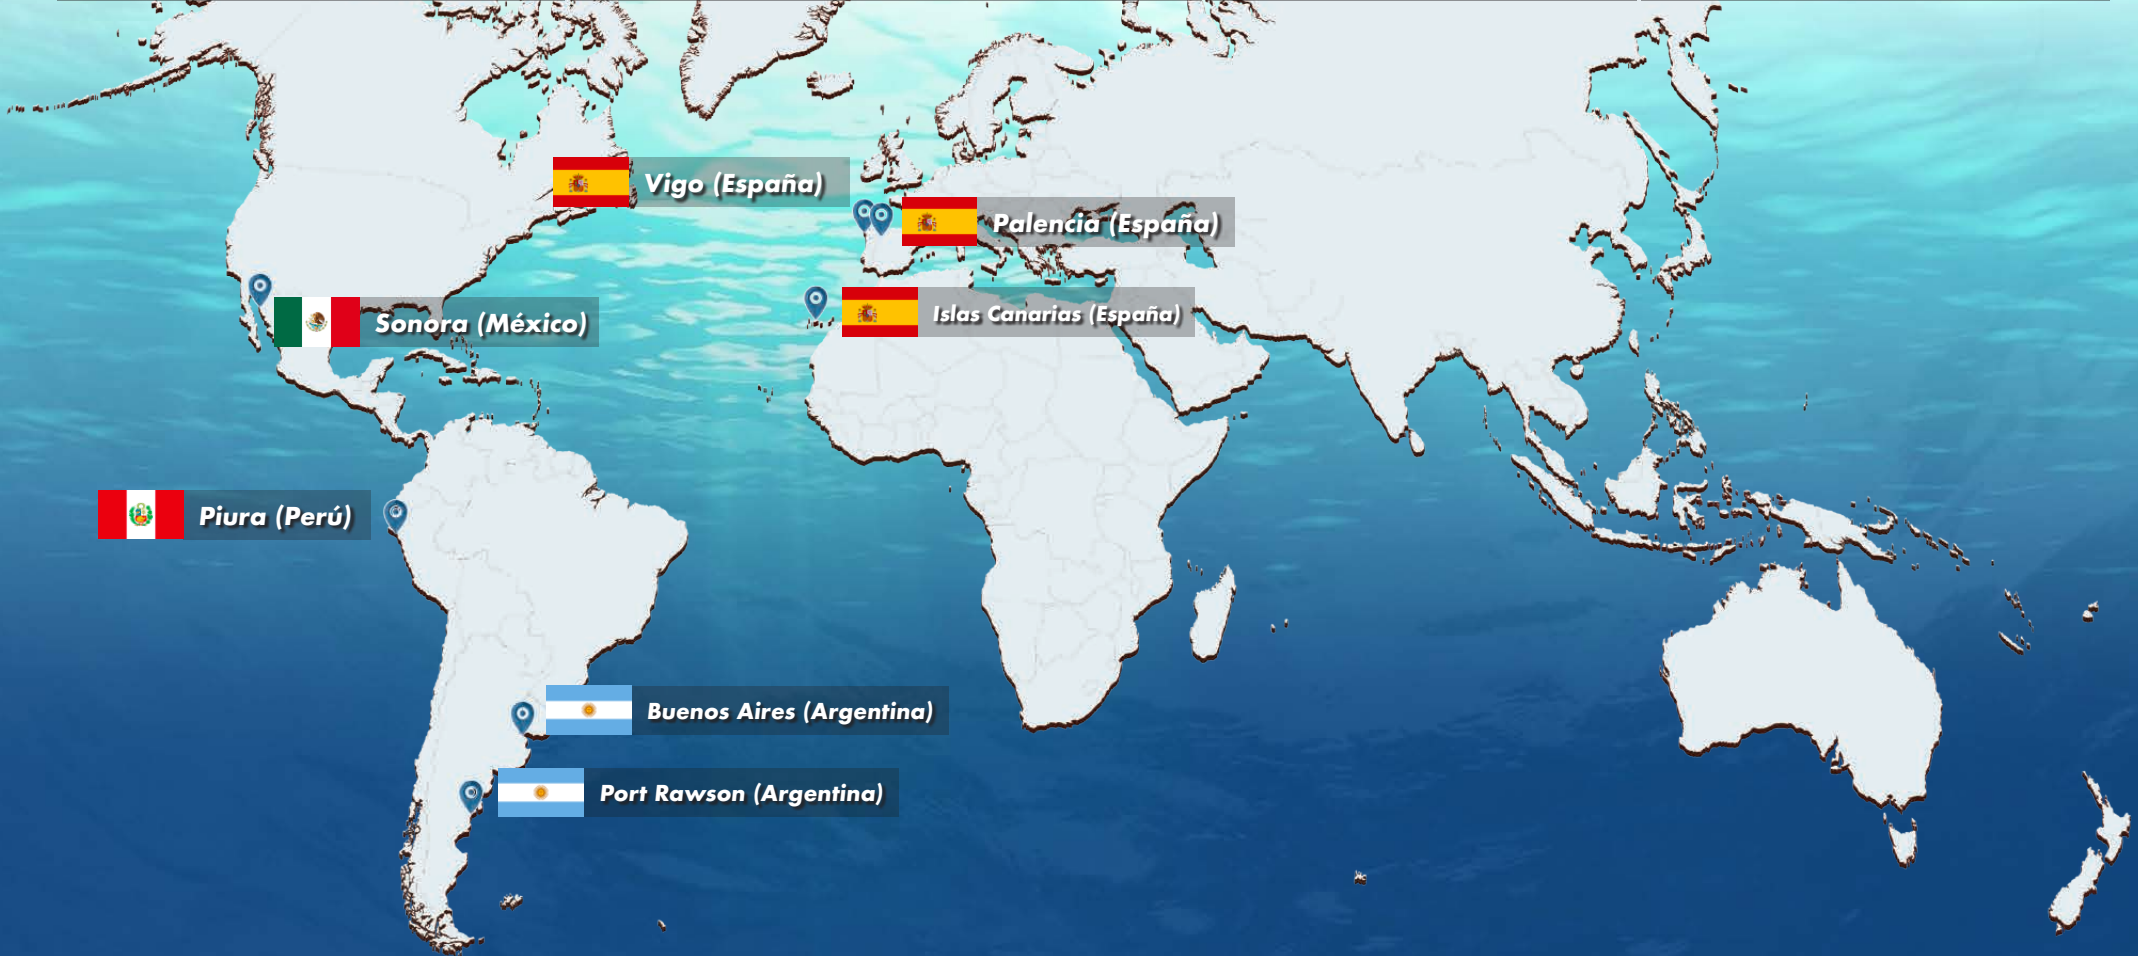 Vigo (España)
Palencia (España)
Islas Canarias (España)
Sonora (México)
Piura (Perú)
Buenos Aires (Argentina)
Port Rawson (Argentina)